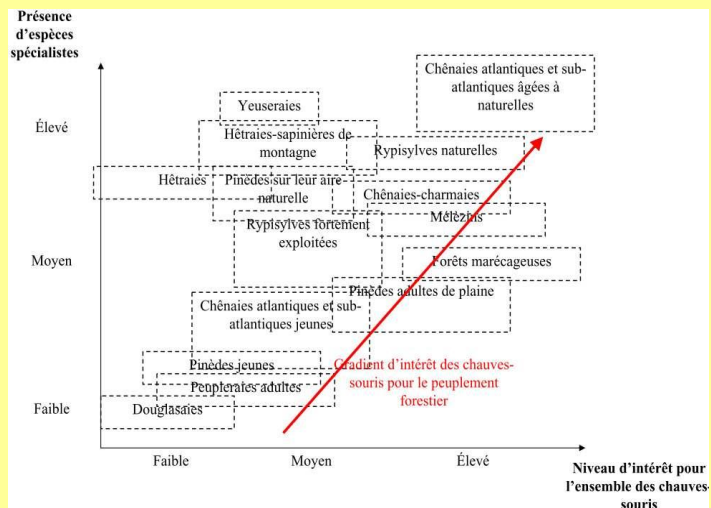 Présence
d'espèces
spécialistes
Chênaies atlantiques et sub-
atlantiques âgées à
naturelles
Yeuseraies
Élevé
Hêtraies-sapinières de
montagne
Rypisylves naturelles
Hêtraies
Pinèdes sur leur aire
naturelle
Chênaies-charmaies
Mélézins
Rypisylves fortement
exploitées
Moyen
Forêts marécageuses
Pinèdes adultes de plaine
Chênaies atlantiques et sub-
atlantiques jeunes
Pinèdes jeunes
Gradient d'intérêt des chauves-
souris pour le peuplement
forestier
Peupleraies adultes
Faible
Douglasaies
Faible
Moyen
Élevé
Niveau d'intérêt pour
l'ensemble des chauves-
souris